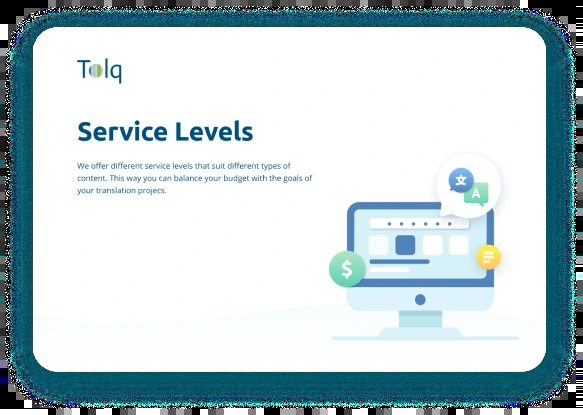 Tolq
Service Levels
We offer different service levels that suit different types of
content. This way you can balance your budget with the goals of
your translation projecs.
文
A
$